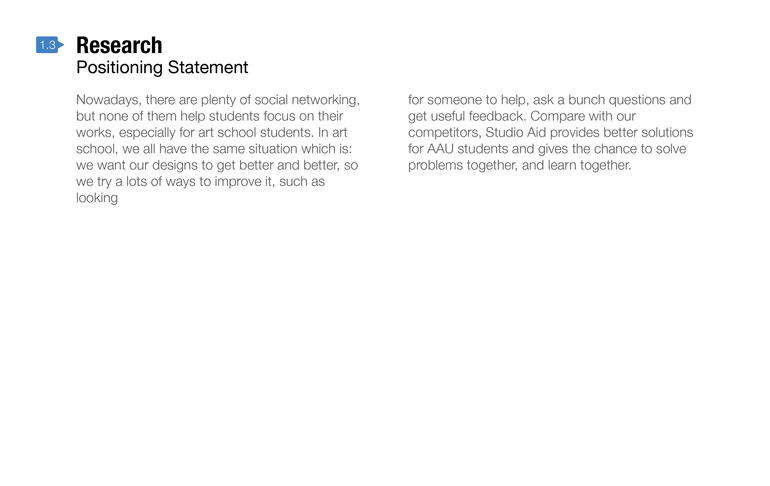 1.3
Research
Positioning Statement
Nowadays, there are plenty of social networking,
but none of them help students focus on their
works, especially for art school students. In art
school, we all have the same situation which is:
we want our designs to get better and better, so
we try a lots of ways to improve it, such as
looking
for someone to help, ask a bunch questions and
get useful feedback. Compare with our
competitors, Studio Aid provides better solutions
for AAU students and gives the chance to solve
problems together, and learn together.